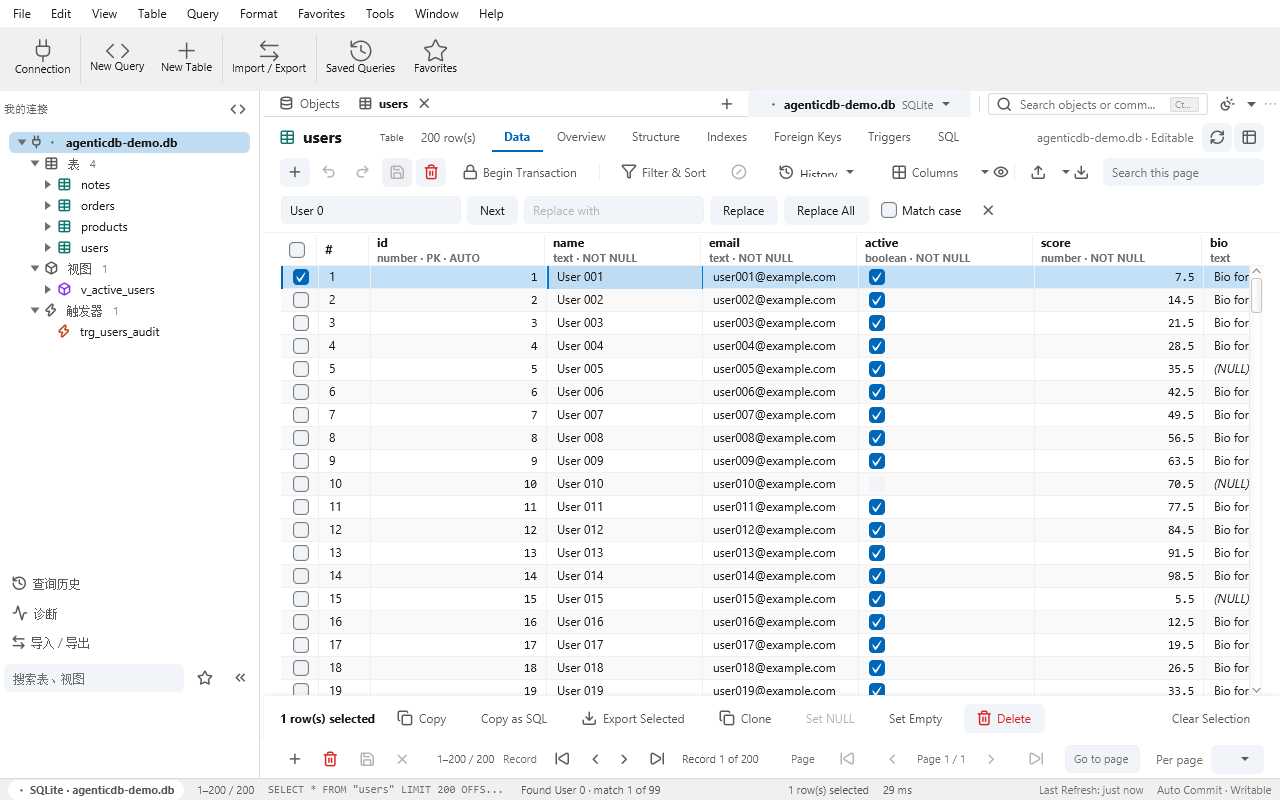 File Edit View Table Query Format Favorites Tools Window Help
Connection New Query New Table Import / Export Saved Queries Favorites
我的连接
agenticdb-demo.db
表 4
notes
orders
products
users
视图 1
v_active_users
触发器 1
trg_users_audit
查询历史
诊断
导入 / 导出
搜索表、视图
Objects users agenticdb-demo.db SQLite Search objects or comm... Ct...
users Table 200 row(s) Data Overview Structure Indexes Foreign Keys Triggers SQL agenticdb-demo.db · Editable
Begin Transaction Filter & Sort History Columns Search this page
User 0 Next Replace with Replace Replace All Match case
# id name email active score bio
number · PK · AUTO text · NOT NULL text · NOT NULL boolean · NOT NULL number · NOT NULL text
1 1 User 001 user001@example.com 7.5 Bio for
2 2 User 002 user002@example.com 14.5 Bio for
3 3 User 003 user003@example.com 21.5 Bio for
4 4 User 004 user004@example.com 28.5 Bio for
5 5 User 005 user005@example.com 35.5 (NULL)
6 6 User 006 user006@example.com 42.5 Bio for
7 7 User 007 user007@example.com 49.5 Bio for
8 8 User 008 user008@example.com 56.5 Bio for
9 9 User 009 user009@example.com 63.5 Bio for
10 10 User 010 user010@example.com 70.5 (NULL)
11 11 User 011 user011@example.com 77.5 Bio for
12 12 User 012 user012@example.com 84.5 Bio for
13 13 User 013 user013@example.com 91.5 Bio for
14 14 User 014 user014@example.com 98.5 Bio for
15 15 User 015 user015@example.com 5.5 (NULL)
16 16 User 016 user016@example.com 12.5 Bio for
17 17 User 017 user017@example.com 19.5 Bio for
18 18 User 018 user018@example.com 26.5 Bio for
19 19 User 019 user019@example.com 33.5 Bio for
1 row(s) selected Copy Copy as SQL Export Selected Clone Set NULL Set Empty Delete Clear Selection
1–200 / 200 Record Record 1 of 200 Page Page 1 / 1 Go to page Per page
SQLite · agenticdb-demo.db 1–200 / 200 SELECT * FROM "users" LIMIT 200 OFFS... Found User 0 · match 1 of 99 1 row(s) selected 29 ms Last Refresh: just now Auto Commit · Writable